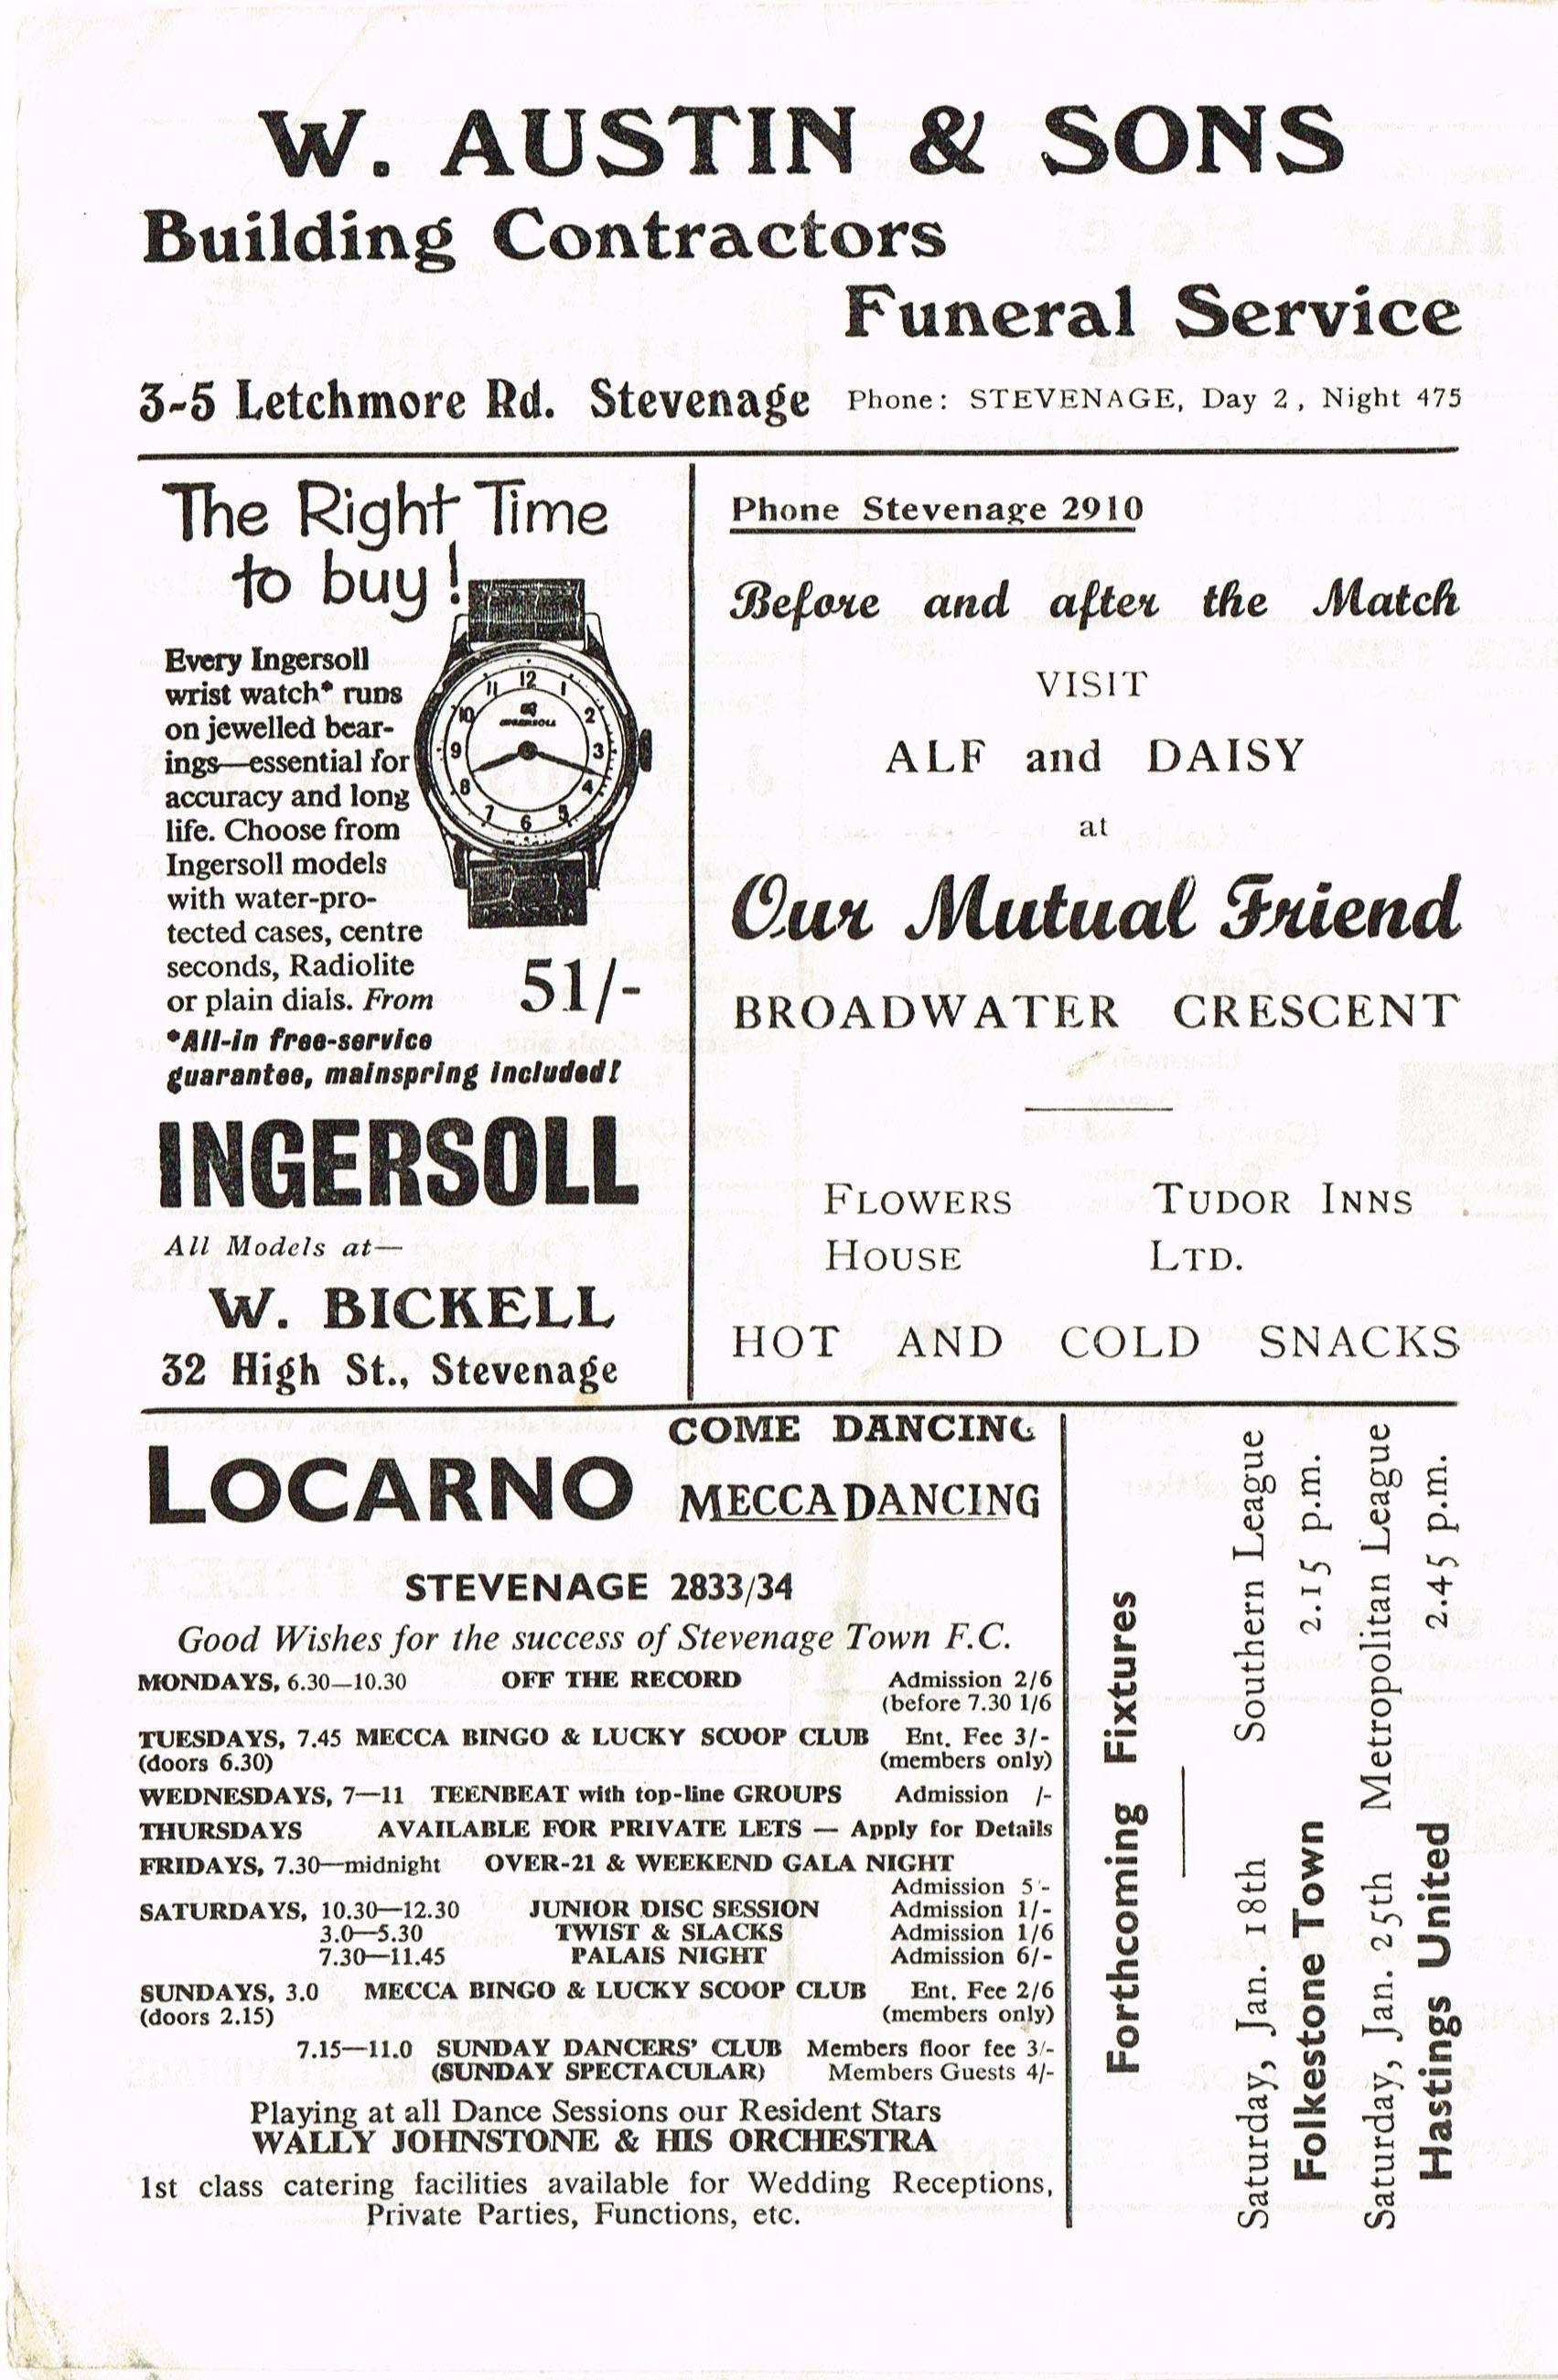 W. AUSTIN & SONS
Building Contractors
Funeral Service
3-5 Letchmore Rd. Stevenage Phone: STEVENAGE, Day 2, Night 475
The Right Time
to buy!
Every Ingersoll
wrist watch* runs
on jewelled bear-
ings—essential for
accuracy and long
life. Choose from
Ingersoll models
with water-pro-
tected cases, centre
seconds, Radiolite
or plain dials. From 51/-
*All-in free-service
guarantee, mainspring included!
12
1
2
3
4
5
6
7
8
9
10
11
INGERSOLL
INGERSOLL
All Models at—
W. BICKELL
32 High St., Stevenage
Phone Stevenage 2910
Before and after the Match
VISIT
ALF and DAISY
at
Our Mutual Friend
BROADWATER CRESCENT
FLOWERS TUDOR INNS
HOUSE LTD.
HOT AND COLD SNACKS
COME DANCING
LOCARNO MECCA DANCING
STEVENAGE 2833/34
Good Wishes for the success of Stevenage Town F.C.
MONDAYS, 6.30—10.30 OFF THE RECORD Admission 2/6
(before 7.30 1/6
TUESDAYS, 7.45 MECCA BINGO & LUCKY SCOOP CLUB Ent. Fee 3/-
(doors 6.30) (members only)
WEDNESDAYS, 7—11 TEENBEAT with top-line GROUPS Admission /-
THURSDAYS AVAILABLE FOR PRIVATE LETS — Apply for Details
FRIDAYS, 7.30—midnight OVER-21 & WEEKEND GALA NIGHT
Admission 5/-
SATURDAYS, 10.30—12.30 JUNIOR DISC SESSION Admission 1/-
3.0—5.30 TWIST & SLACKS Admission 1/6
7.30—11.45 PALAIS NIGHT Admission 6/-
SUNDAYS, 3.0 MECCA BINGO & LUCKY SCOOP CLUB Ent. Fee 2/6
(doors 2.15) (members only)
7.15—11.0 SUNDAY DANCERS' CLUB Members floor fee 3/-
(SUNDAY SPECTACULAR) Members Guests 4/-
Playing at all Dance Sessions our Resident Stars
WALLY JOHNSTONE & HIS ORCHESTRA
1st class catering facilities available for Wedding Receptions,
Private Parties, Functions, etc.
Forthcoming Fixtures
Saturday, Jan. 18th Southern League
Folkestone Town 2.15 p.m.
Saturday, Jan. 25th Metropolitan League
Hastings United 2.45 p.m.